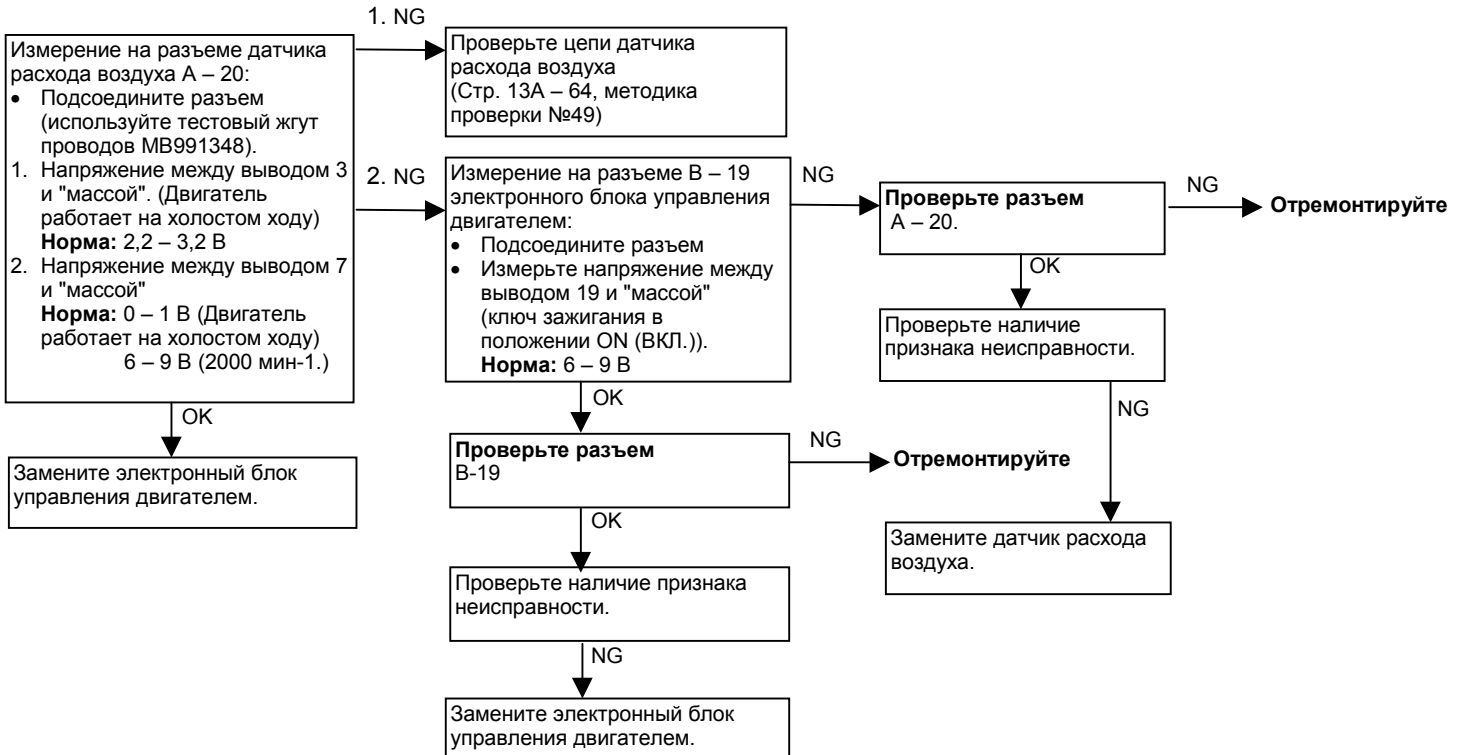 1. NG
Измерение на разъеме датчика
расхода воздуха А – 20:
• Подсоедините разъем
(используйте тестовый жгут
проводов МВ991348).
1. Напряжение между выводом 3
и "массой". (Двигатель
работает на холостом ходу)
Норма: 2,2 – 3,2 В
2. Напряжение между выводом 7
и "массой"
Норма: 0 – 1 В (Двигатель
работает на холостом ходу)
6 – 9 В (2000 мин-1.)
OK
Замените электронный блок
управления двигателем.
Проверьте цепи датчика
расхода воздуха
(Стр. 13А – 64, методика
проверки №49)
2. NG
Измерение на разъеме В – 19
электронного блока управления
двигателем:
• Подсоедините разъем
• Измерьте напряжение между
выводом 19 и "массой"
(ключ зажигания в
положении ON (ВКЛ.)).
Норма: 6 – 9 В
OK
Проверьте разъем
В-19
NG
Отремонтируйте
OK
Проверьте наличие признака
неисправности.
NG
Замените электронный блок
управления двигателем.
NG
Проверьте разъем
А – 20.
NG
Отремонтируйте
OK
Проверьте наличие
признака неисправности.
NG
Замените датчик расхода
воздуха.